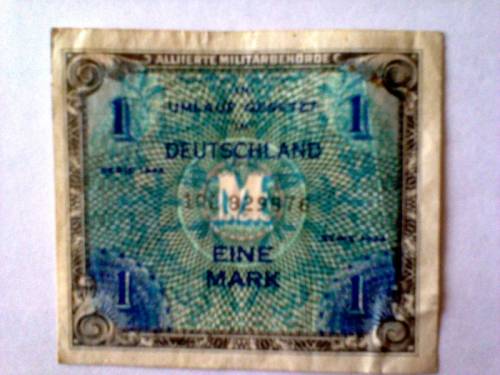 ALLIIERTE MILITÄRBEHÖRDE
1 IN 1
UMLAUF GESETZT
IN
DEUTSCHLAND
SERIE 1944
M
SERIE 1944
EINE
MARK
1 1